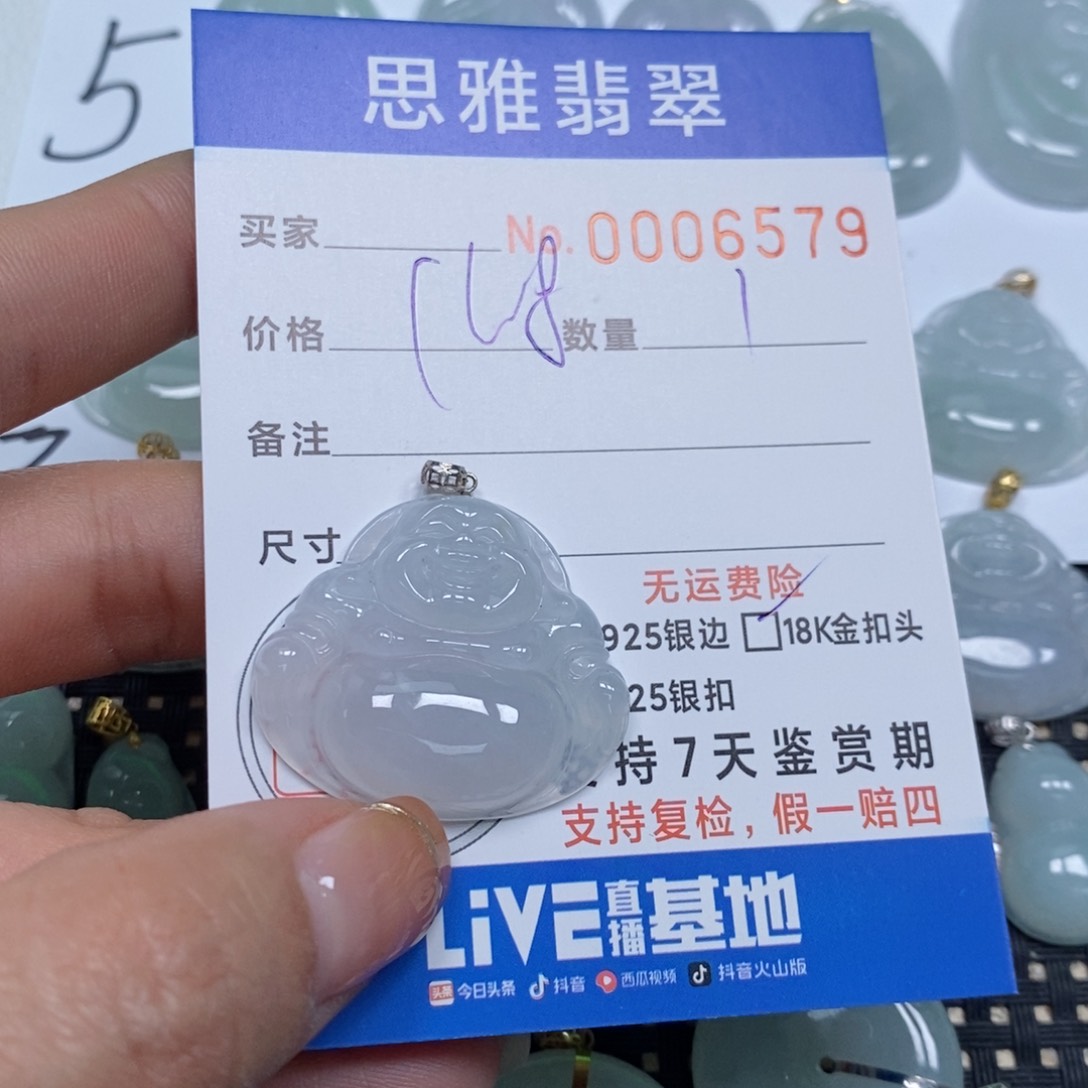 5
思雅翡翠
买家 No. 0006579
价格 数量 1
备注
尺寸
无运费险
925银边 18K金扣头
25银扣
持7天鉴赏期
支持复检，假一赔四
LiVE直播基地
头条 今日头条 抖音 西瓜视频 抖音火山版